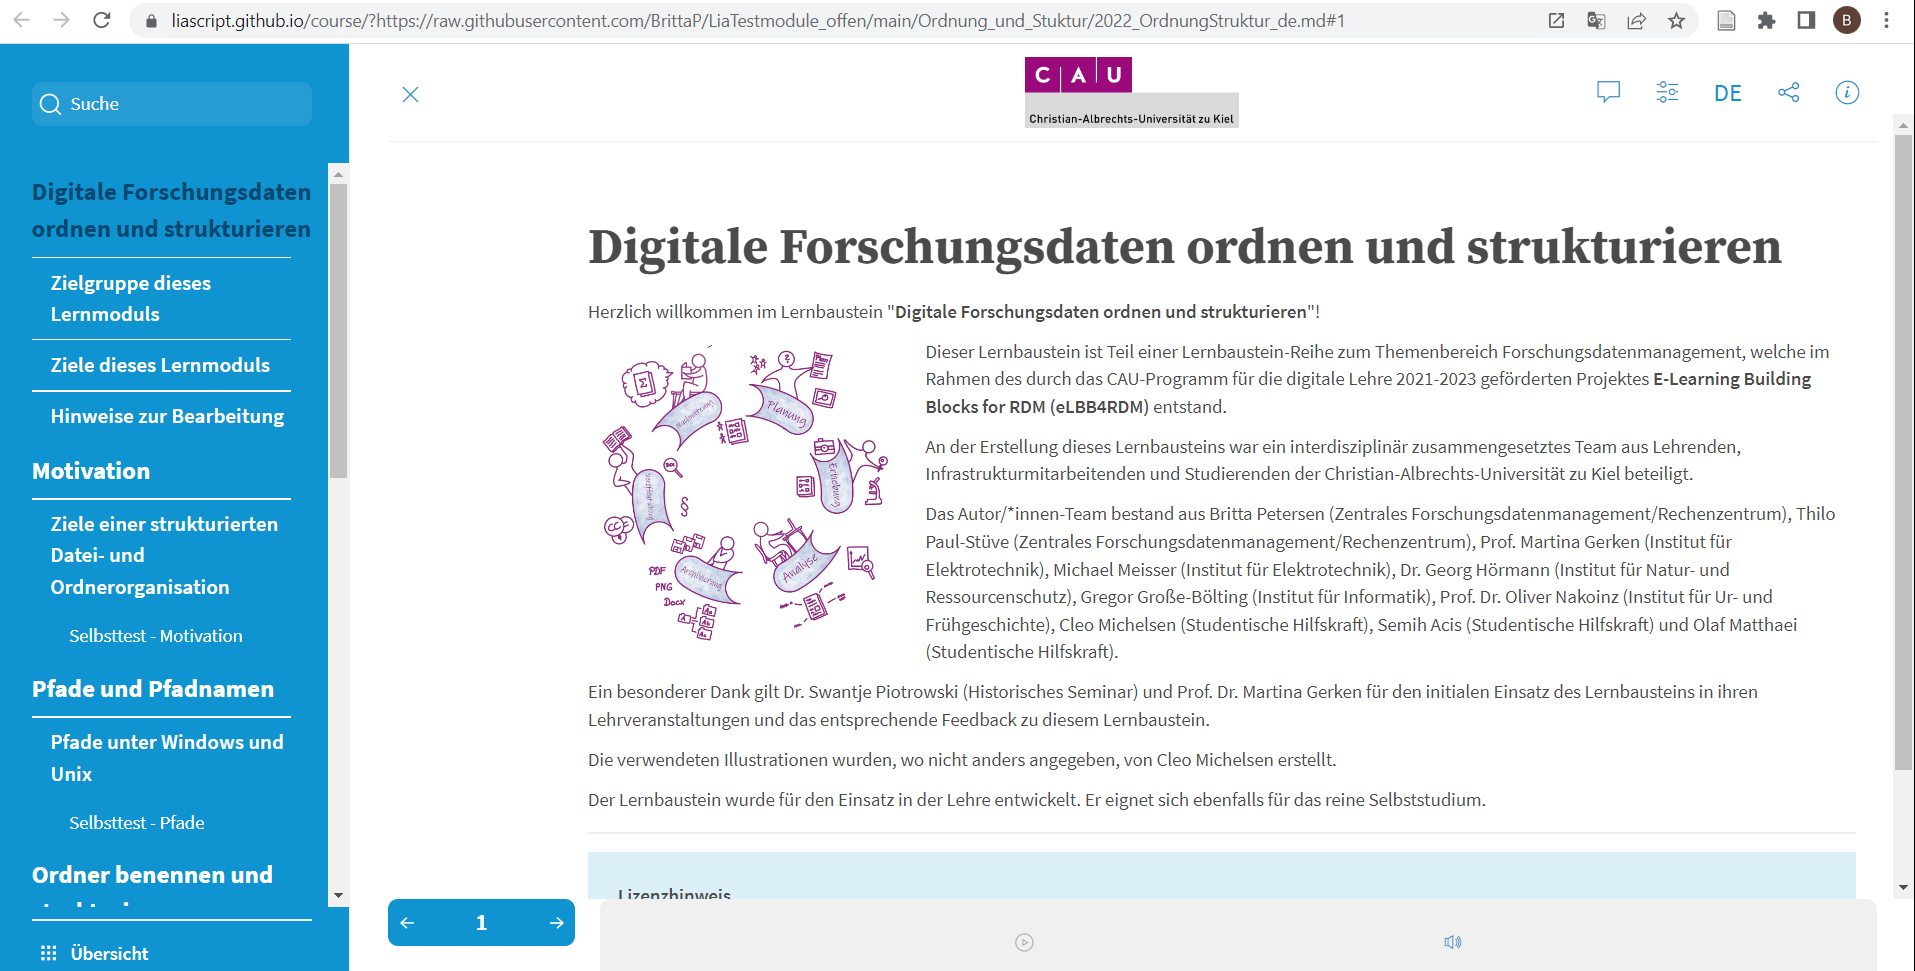 liascript.github.io/course/?https://raw.githubusercontent.com/BrittaP/LiaTestmodule_offen/main/Ordnung_und_Stuktur/2022_OrdnungStruktur_de.md#1
B
Suche
Digitale Forschungsdaten
ordnen und strukturieren
Zielgruppe dieses
Lernmoduls
Ziele dieses Lernmoduls
Hinweise zur Bearbeitung
Motivation
Ziele einer strukturierten
Datei- und
Ordnerorganisation
Selbsttest - Motivation
Pfade und Pfadnamen
Pfade unter Windows und
Unix
Selbsttest - Pfade
Ordner benennen und
Übersicht
CAU
Christian-Albrechts-Universität zu Kiel
DE
Digitale Forschungsdaten ordnen und strukturieren
Herzlich willkommen im Lernbaustein "Digitale Forschungsdaten ordnen und strukturieren"!
Planung
Erhebung
Analyse
Archivierung
PDF
PNG
Docx
CC
§
Σ
?
Dieser Lernbaustein ist Teil einer Lernbaustein-Reihe zum Themenbereich Forschungsdatenmanagement, welche im
Rahmen des durch das CAU-Programm für die digitale Lehre 2021-2023 geförderten Projektes E-Learning Building
Blocks for RDM (eLBB4RDM) entstand.
An der Erstellung dieses Lernbausteins war ein interdisziplinär zusammengesetztes Team aus Lehrenden,
Infrastrukturmitarbeitenden und Studierenden der Christian-Albrechts-Universität zu Kiel beteiligt.
Das Autor/*innen-Team bestand aus Britta Petersen (Zentrales Forschungsdatenmanagement/Rechenzentrum), Thilo
Paul-Stüve (Zentrales Forschungsdatenmanagement/Rechenzentrum), Prof. Martina Gerken (Institut für
Elektrotechnik), Michael Meisser (Institut für Elektrotechnik), Dr. Georg Hörmann (Institut für Natur- und
Ressourcenschutz), Gregor Große-Bölting (Institut für Informatik), Prof. Dr. Oliver Nakoinz (Institut für Ur- und
Frühgeschichte), Cleo Michelsen (Studentische Hilfskraft), Semih Acis (Studentische Hilfskraft) und Olaf Matthaei
(Studentische Hilfskraft).
Ein besonderer Dank gilt Dr. Swantje Piotrowski (Historisches Seminar) und Prof. Dr. Martina Gerken für den initialen Einsatz des Lernbausteins in ihren
Lehrveranstaltungen und das entsprechende Feedback zu diesem Lernbaustein.
Die verwendeten Illustrationen wurden, wo nicht anders angegeben, von Cleo Michelsen erstellt.
Der Lernbaustein wurde für den Einsatz in der Lehre entwickelt. Er eignet sich ebenfalls für das reine Selbststudium.
Lizenzhinweis
1